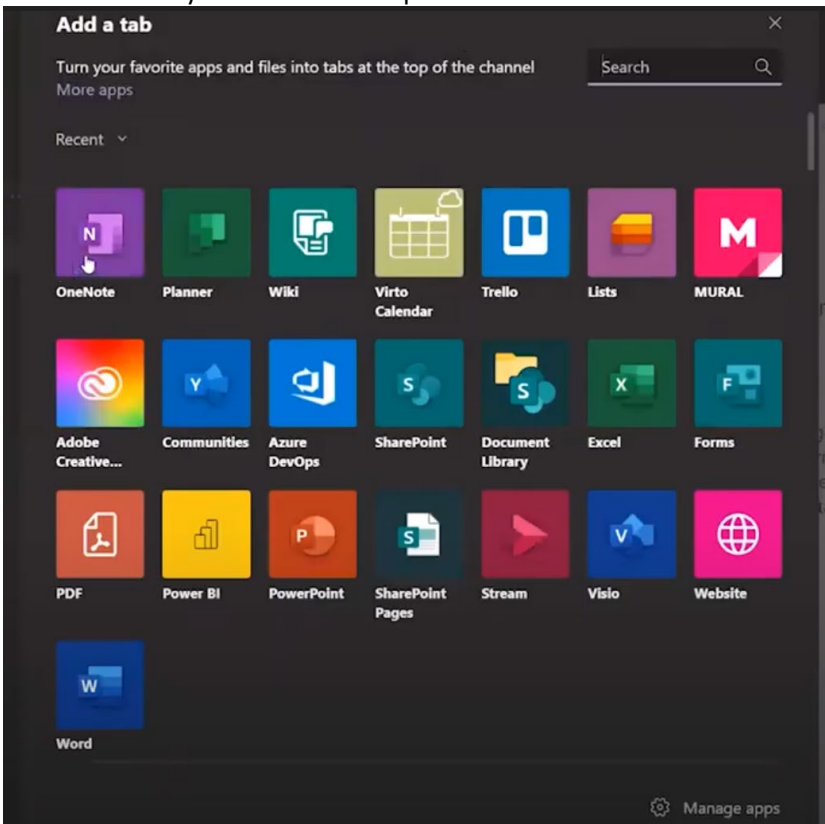 Add a tab
Turn your favorite apps and files into tabs at the top of the channel
Search
More apps
Recent
N
M
OneNote
Planner
Wiki
Virto
Calendar
Trello
Lists
MURAL
Y
S
S
X
F
Adobe
Creative...
Communities
Azure
DevOps
SharePoint
Document
Library
Excel
Forms
P
S
V
PDF
Power BI
PowerPoint
SharePoint
Pages
Stream
Visio
Website
W
Word
Manage apps